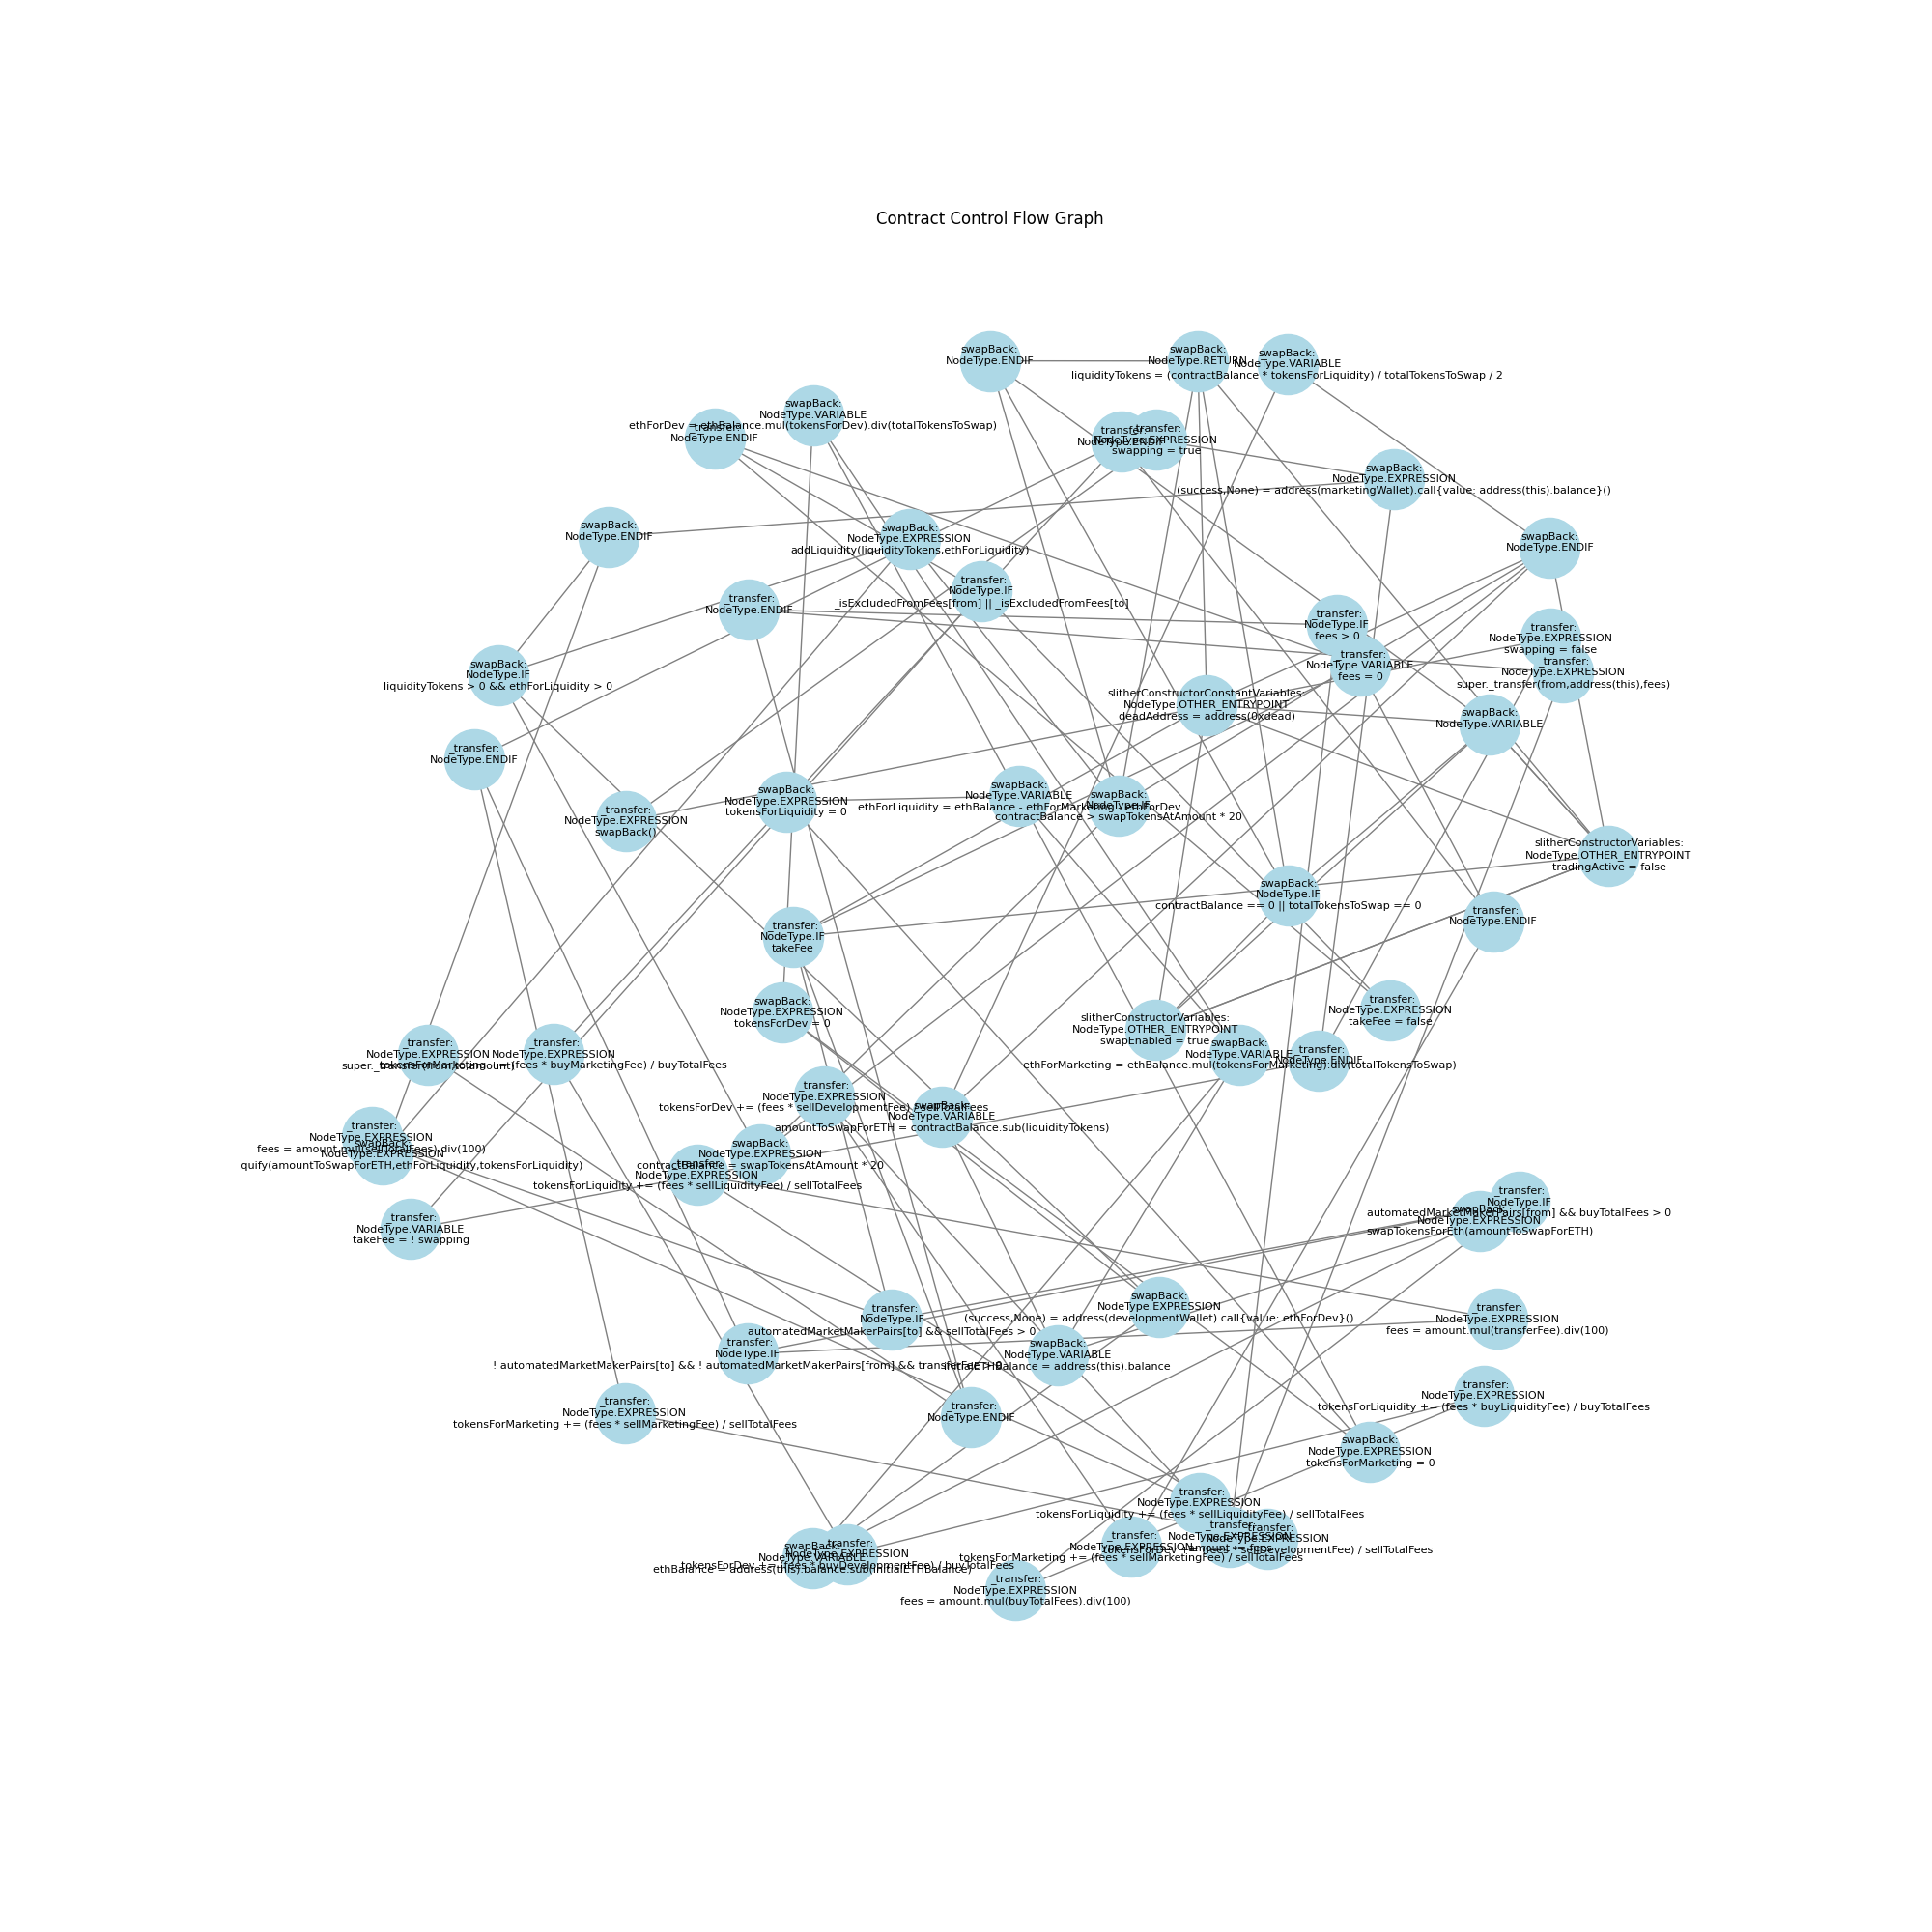 Contract Control Flow Graph
swapBack:
NodeType.ENDIF
swapBack:
NodeType.RETURN
swapBack:
NodeType.VARIABLE
liquidityTokens = (contractBalance * tokensForLiquidity) / totalTokensToSwap / 2
swapBack:
NodeType.VARIABLE
ethForDev = ethBalance.mul(tokensForDev).div(totalTokensToSwap)
_transfer:
NodeType.ENDIF
_transfer:
NodeType.ENDIF
_transfer:
NodeType.EXPRESSION
swapping = true
swapBack:
NodeType.EXPRESSION
(success,None) = address(marketingWallet).call{value: address(this).balance}()
swapBack:
NodeType.ENDIF
swapBack:
NodeType.EXPRESSION
addLiquidity(liquidityTokens,ethForLiquidity)
swapBack:
NodeType.ENDIF
_transfer:
NodeType.IF
_isExcludedFromFees[from] || _isExcludedFromFees[to]
_transfer:
NodeType.ENDIF
_transfer:
NodeType.IF
fees > 0
_transfer:
NodeType.EXPRESSION
swapping = false
_transfer:
NodeType.VARIABLE
fees = 0
_transfer:
NodeType.EXPRESSION
super._transfer(from,address(this),fees)
swapBack:
NodeType.IF
liquidityTokens > 0 && ethForLiquidity > 0
slitherConstructorConstantVariables:
NodeType.OTHER_ENTRYPOINT
deadAddress = address(0xdead)
swapBack:
NodeType.VARIABLE
_transfer:
NodeType.ENDIF
swapBack:
NodeType.EXPRESSION
tokensForLiquidity = 0
swapBack:
NodeType.VARIABLE
ethForLiquidity = ethBalance - ethForMarketing - ethForDev
swapBack:
NodeType.IF
contractBalance > swapTokensAtAmount * 20
_transfer:
NodeType.EXPRESSION
swapBack()
slitherConstructorVariables:
NodeType.OTHER_ENTRYPOINT
tradingActive = false
swapBack:
NodeType.IF
contractBalance == 0 || totalTokensToSwap == 0
_transfer:
NodeType.ENDIF
_transfer:
NodeType.IF
takeFee
swapBack:
NodeType.EXPRESSION
tokensForDev = 0
_transfer:
NodeType.EXPRESSION
takeFee = false
slitherConstructorVariables:
NodeType.OTHER_ENTRYPOINT
swapEnabled = true
swapBack:
NodeType.VARIABLE
ethForMarketing = ethBalance.mul(tokensForMarketing).div(totalTokensToSwap)
_transfer:
NodeType.ENDIF
_transfer:
NodeType.EXPRESSION
super._transfer(from,to,amount)
_transfer:
NodeType.EXPRESSION
tokensForMarketing += (fees * buyMarketingFee) / buyTotalFees
_transfer:
NodeType.EXPRESSION
tokensForDev += (fees * sellDevelopmentFee) / sellTotalFees
swapBack:
NodeType.VARIABLE
amountToSwapForETH = contractBalance.sub(liquidityTokens)
_transfer:
NodeType.EXPRESSION
fees = amount.mul(sellTotalFees).div(100)
swapBack:
NodeType.EXPRESSION
quify(amountToSwapForETH,ethForLiquidity,tokensForLiquidity)
swapBack:
NodeType.EXPRESSION
contractBalance = swapTokensAtAmount * 20
_transfer:
NodeType.EXPRESSION
tokensForLiquidity += (fees * sellLiquidityFee) / sellTotalFees
_transfer:
NodeType.VARIABLE
takeFee = ! swapping
_transfer:
NodeType.IF
automatedMarketMakerPairs[from] && buyTotalFees > 0
swapBack:
NodeType.EXPRESSION
swapTokensForEth(amountToSwapForETH)
swapBack:
NodeType.EXPRESSION
(success,None) = address(developmentWallet).call{value: ethForDev}()
_transfer:
NodeType.IF
automatedMarketMakerPairs[to] && sellTotalFees > 0
_transfer:
NodeType.EXPRESSION
fees = amount.mul(transferFee).div(100)
_transfer:
NodeType.IF
! automatedMarketMakerPairs[to] && ! automatedMarketMakerPairs[from] && transferFee > 0
swapBack:
NodeType.VARIABLE
initialETHBalance = address(this).balance
_transfer:
NodeType.EXPRESSION
tokensForLiquidity += (fees * buyLiquidityFee) / buyTotalFees
_transfer:
NodeType.EXPRESSION
tokensForMarketing += (fees * sellMarketingFee) / sellTotalFees
_transfer:
NodeType.ENDIF
swapBack:
NodeType.EXPRESSION
tokensForMarketing = 0
_transfer:
NodeType.EXPRESSION
tokensForLiquidity += (fees * sellLiquidityFee) / sellTotalFees
_transfer:
NodeType.EXPRESSION
amount -= fees
_transfer:
NodeType.EXPRESSION
tokensForDev += (fees * sellDevelopmentFee) / sellTotalFees
_transfer:
NodeType.EXPRESSION
tokensForMarketing += (fees * sellMarketingFee) / sellTotalFees
swapBack:
NodeType.VARIABLE
ethBalance = address(this).balance.sub(initialETHBalance)
_transfer:
NodeType.EXPRESSION
tokensForDev += (fees * buyDevelopmentFee) / buyTotalFees
_transfer:
NodeType.EXPRESSION
fees = amount.mul(buyTotalFees).div(100)